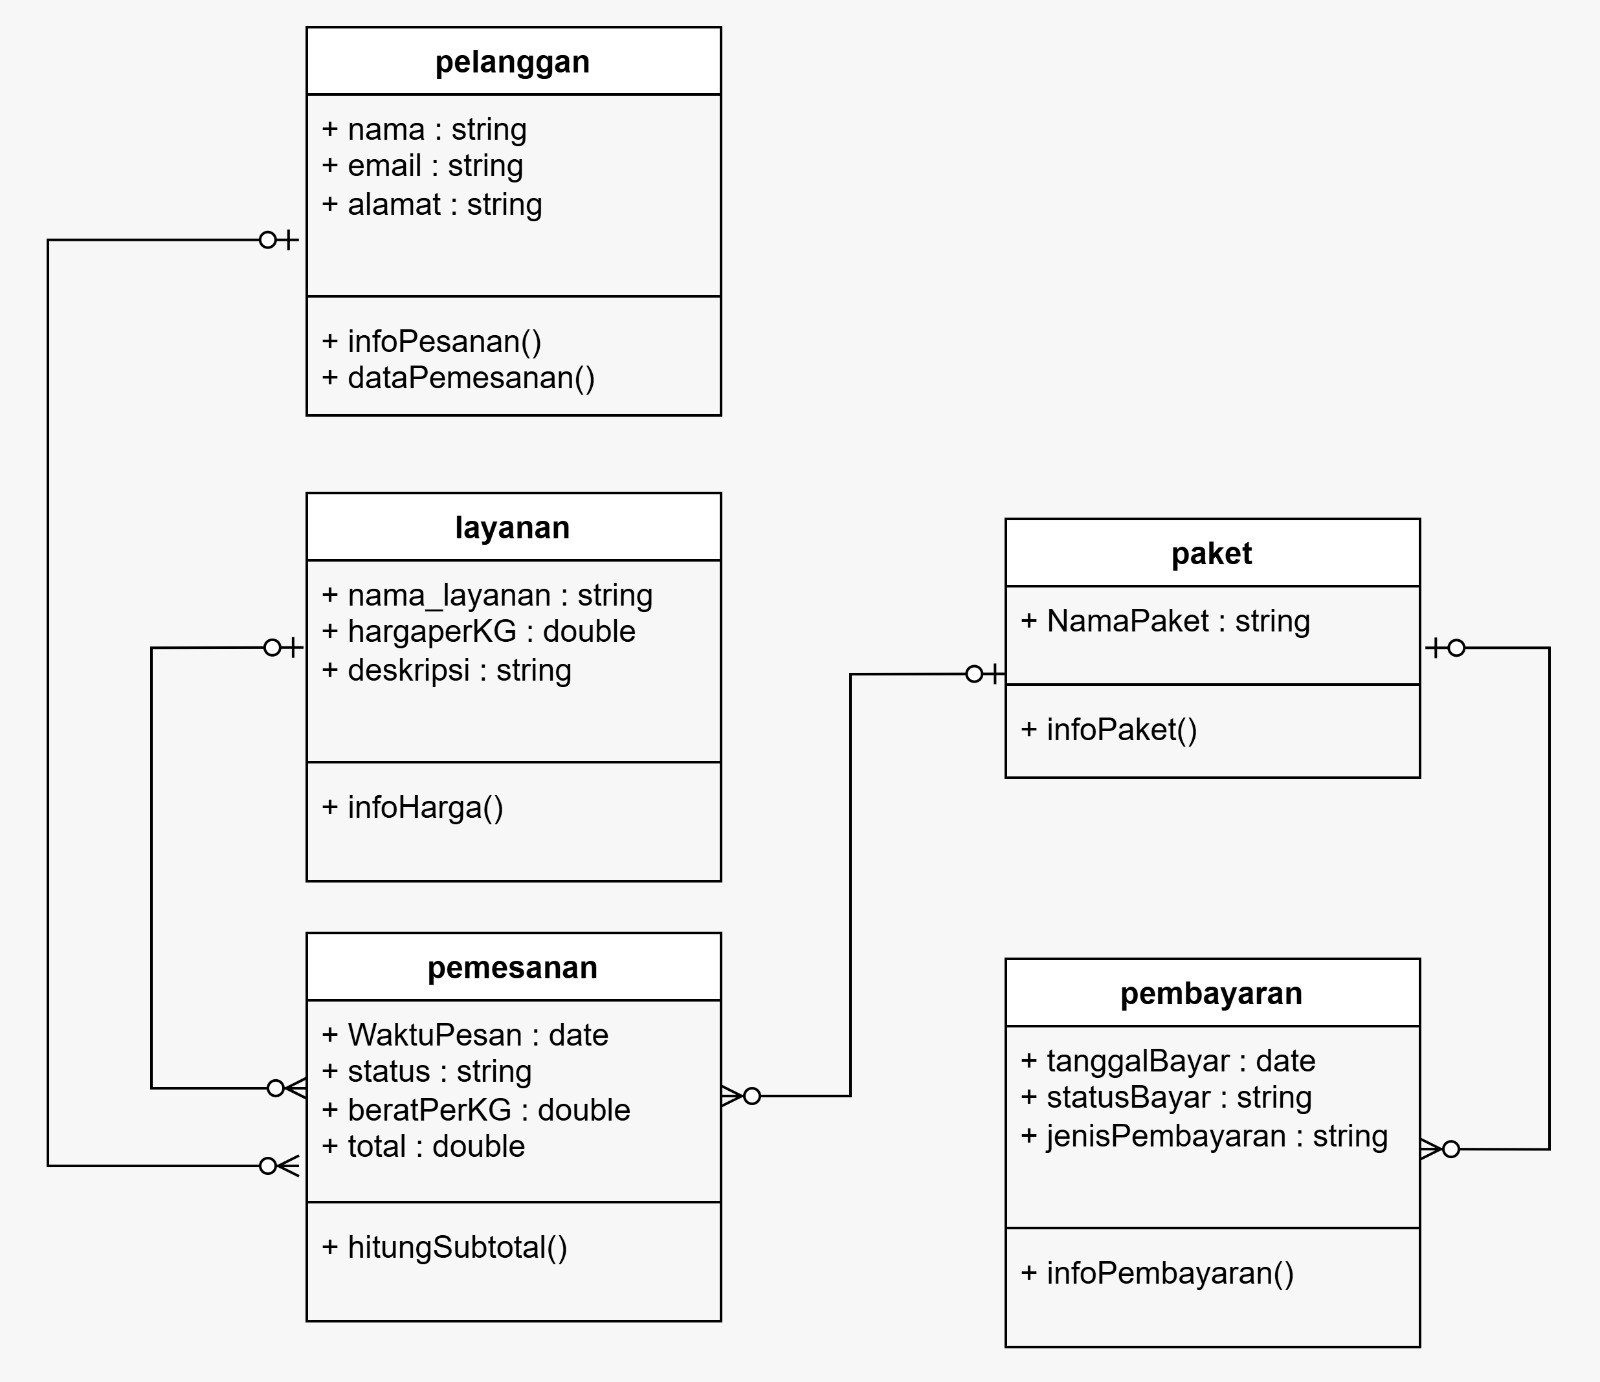 pelanggan
+ nama : string
+ email : string
+ alamat : string
+ infoPesanan()
+ dataPemesanan()
layanan
+ nama_layanan : string
+ hargaperKG : double
+ deskripsi : string
+ infoHarga()
pemesanan
+ WaktuPesan : date
+ status : string
+ beratPerKG : double
+ total : double
+ hitungSubtotal()
paket
+ NamaPaket : string
+ infoPaket()
pembayaran
+ tanggalBayar : date
+ statusBayar : string
+ jenisPembayaran : string
+ infoPembayaran()